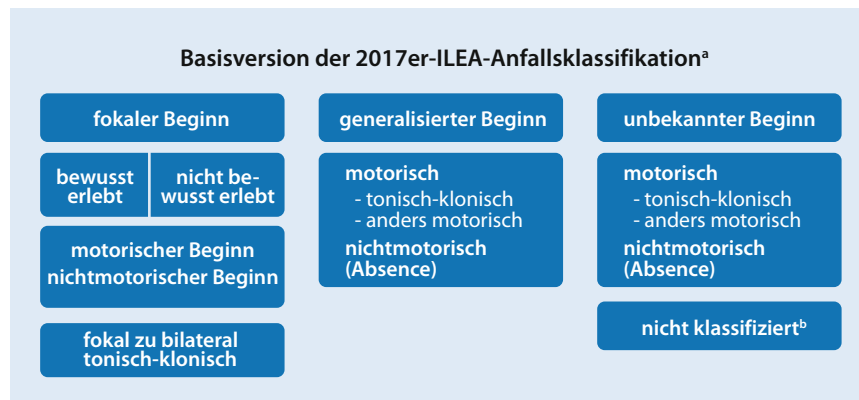 Basisversion der 2017er-ILEA-Anfallsklassifikationᵃ
fokaler Beginn
bewusst
erlebt
nicht be-
wusst erlebt
motorischer Beginn
nichtmotorischer Beginn
fokal zu bilateral
tonisch-klonisch
generalisierter Beginn
motorisch
- tonisch-klonisch
- anders motorisch
nichtmotorisch
(Absence)
unbekannter Beginn
motorisch
- tonisch-klonisch
- anders motorisch
nichtmotorisch
(Absence)
nicht klassifiziertᵇ